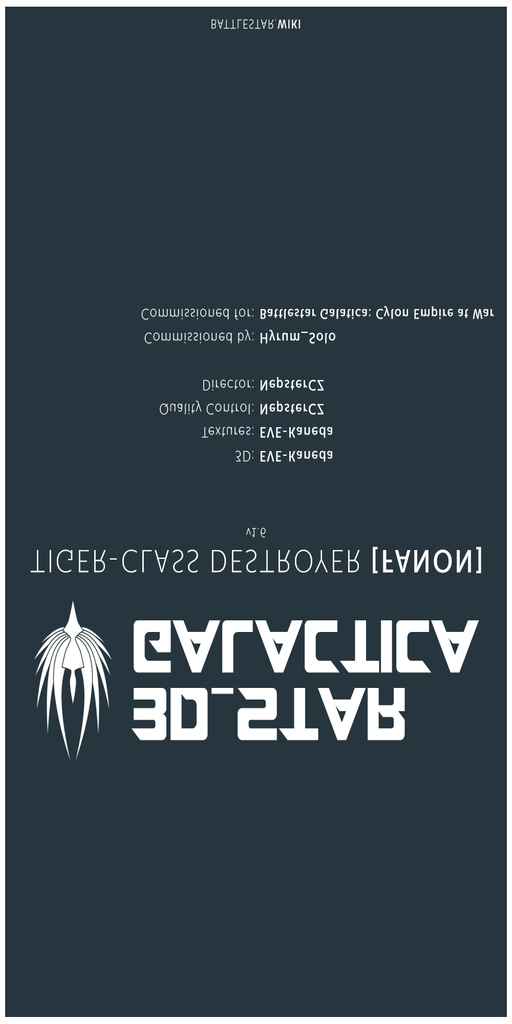 3D_STAR
GALACTICA
TIGER-CLASS DESTROYER [FANON]
v1.6
3D: EVE-Kaneda
Textures: EVE-Kaneda
Quality Control: NepsterCZ
Director: NepsterCZ
Commissioned by: Hyrum_Solo
Commissioned for: Battlestar Galatica: Cylon Empire at War
BATTLESTAR.WIKI